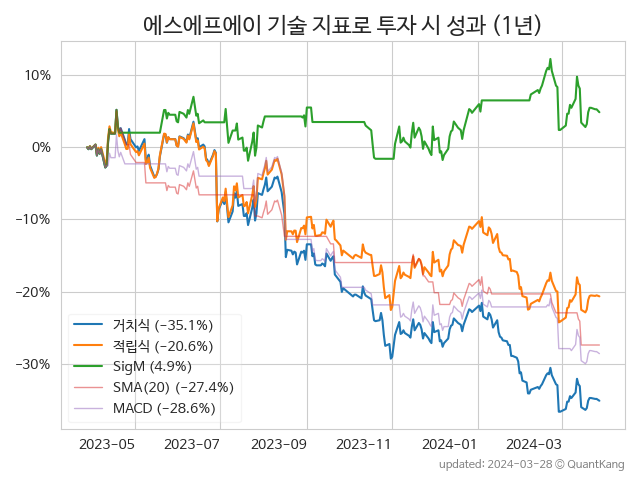 에스에프에이 기술 지표로 투자 시 성과 (1년)
10%
0%
−10%
−20%
−30%
거치식 (−35.1%)
적립식 (−20.6%)
SigM (4.9%)
SMA(20) (−27.4%)
MACD (−28.6%)
2023-05
2023-07
2023-09
2023-11
2024-01
2024-03
updated: 2024-03-28 © QuantKang